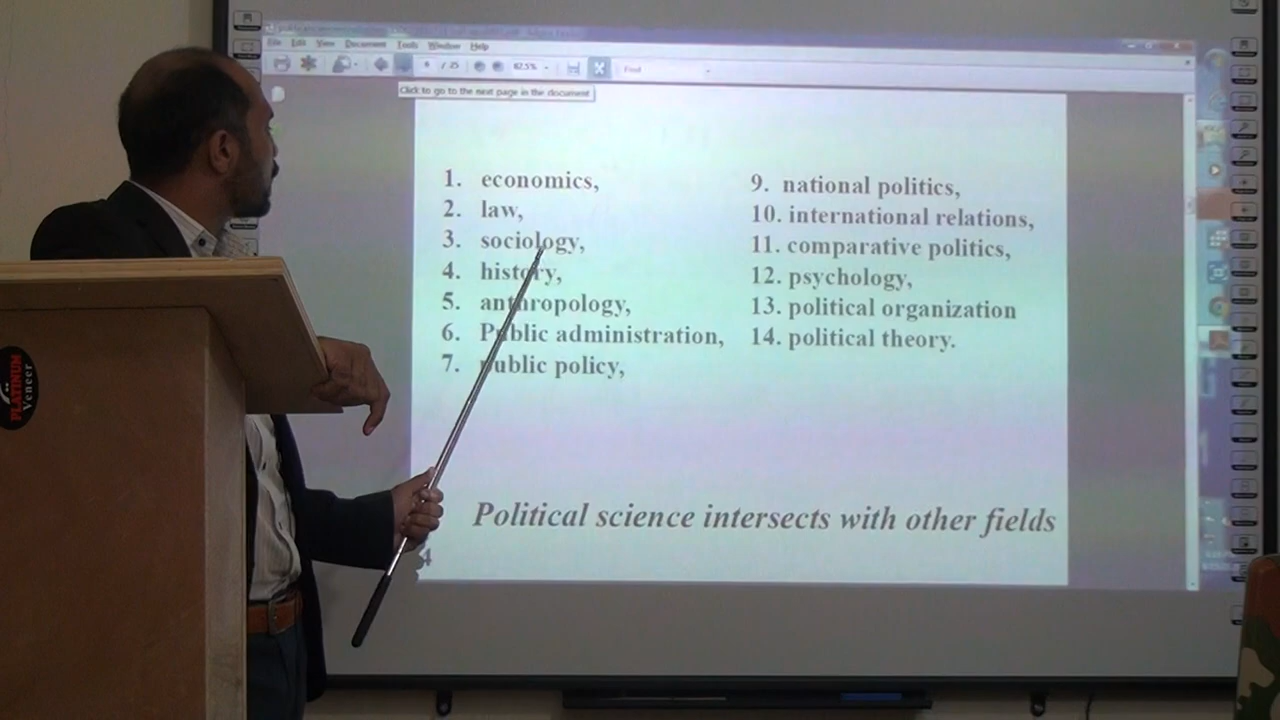 File Edit View Document Tools Window Help
/ 25
62.5%
Find
Click to go to the next page in the document
1. economics,
2. law,
3. sociology,
4. history,
5. anthropology,
6. Public administration,
7. public policy,
9. national politics,
10. international relations,
11. comparative politics,
12. psychology,
13. political organization
14. political theory.
Political science intersects with other fields
4
PLATINUM
Veneer